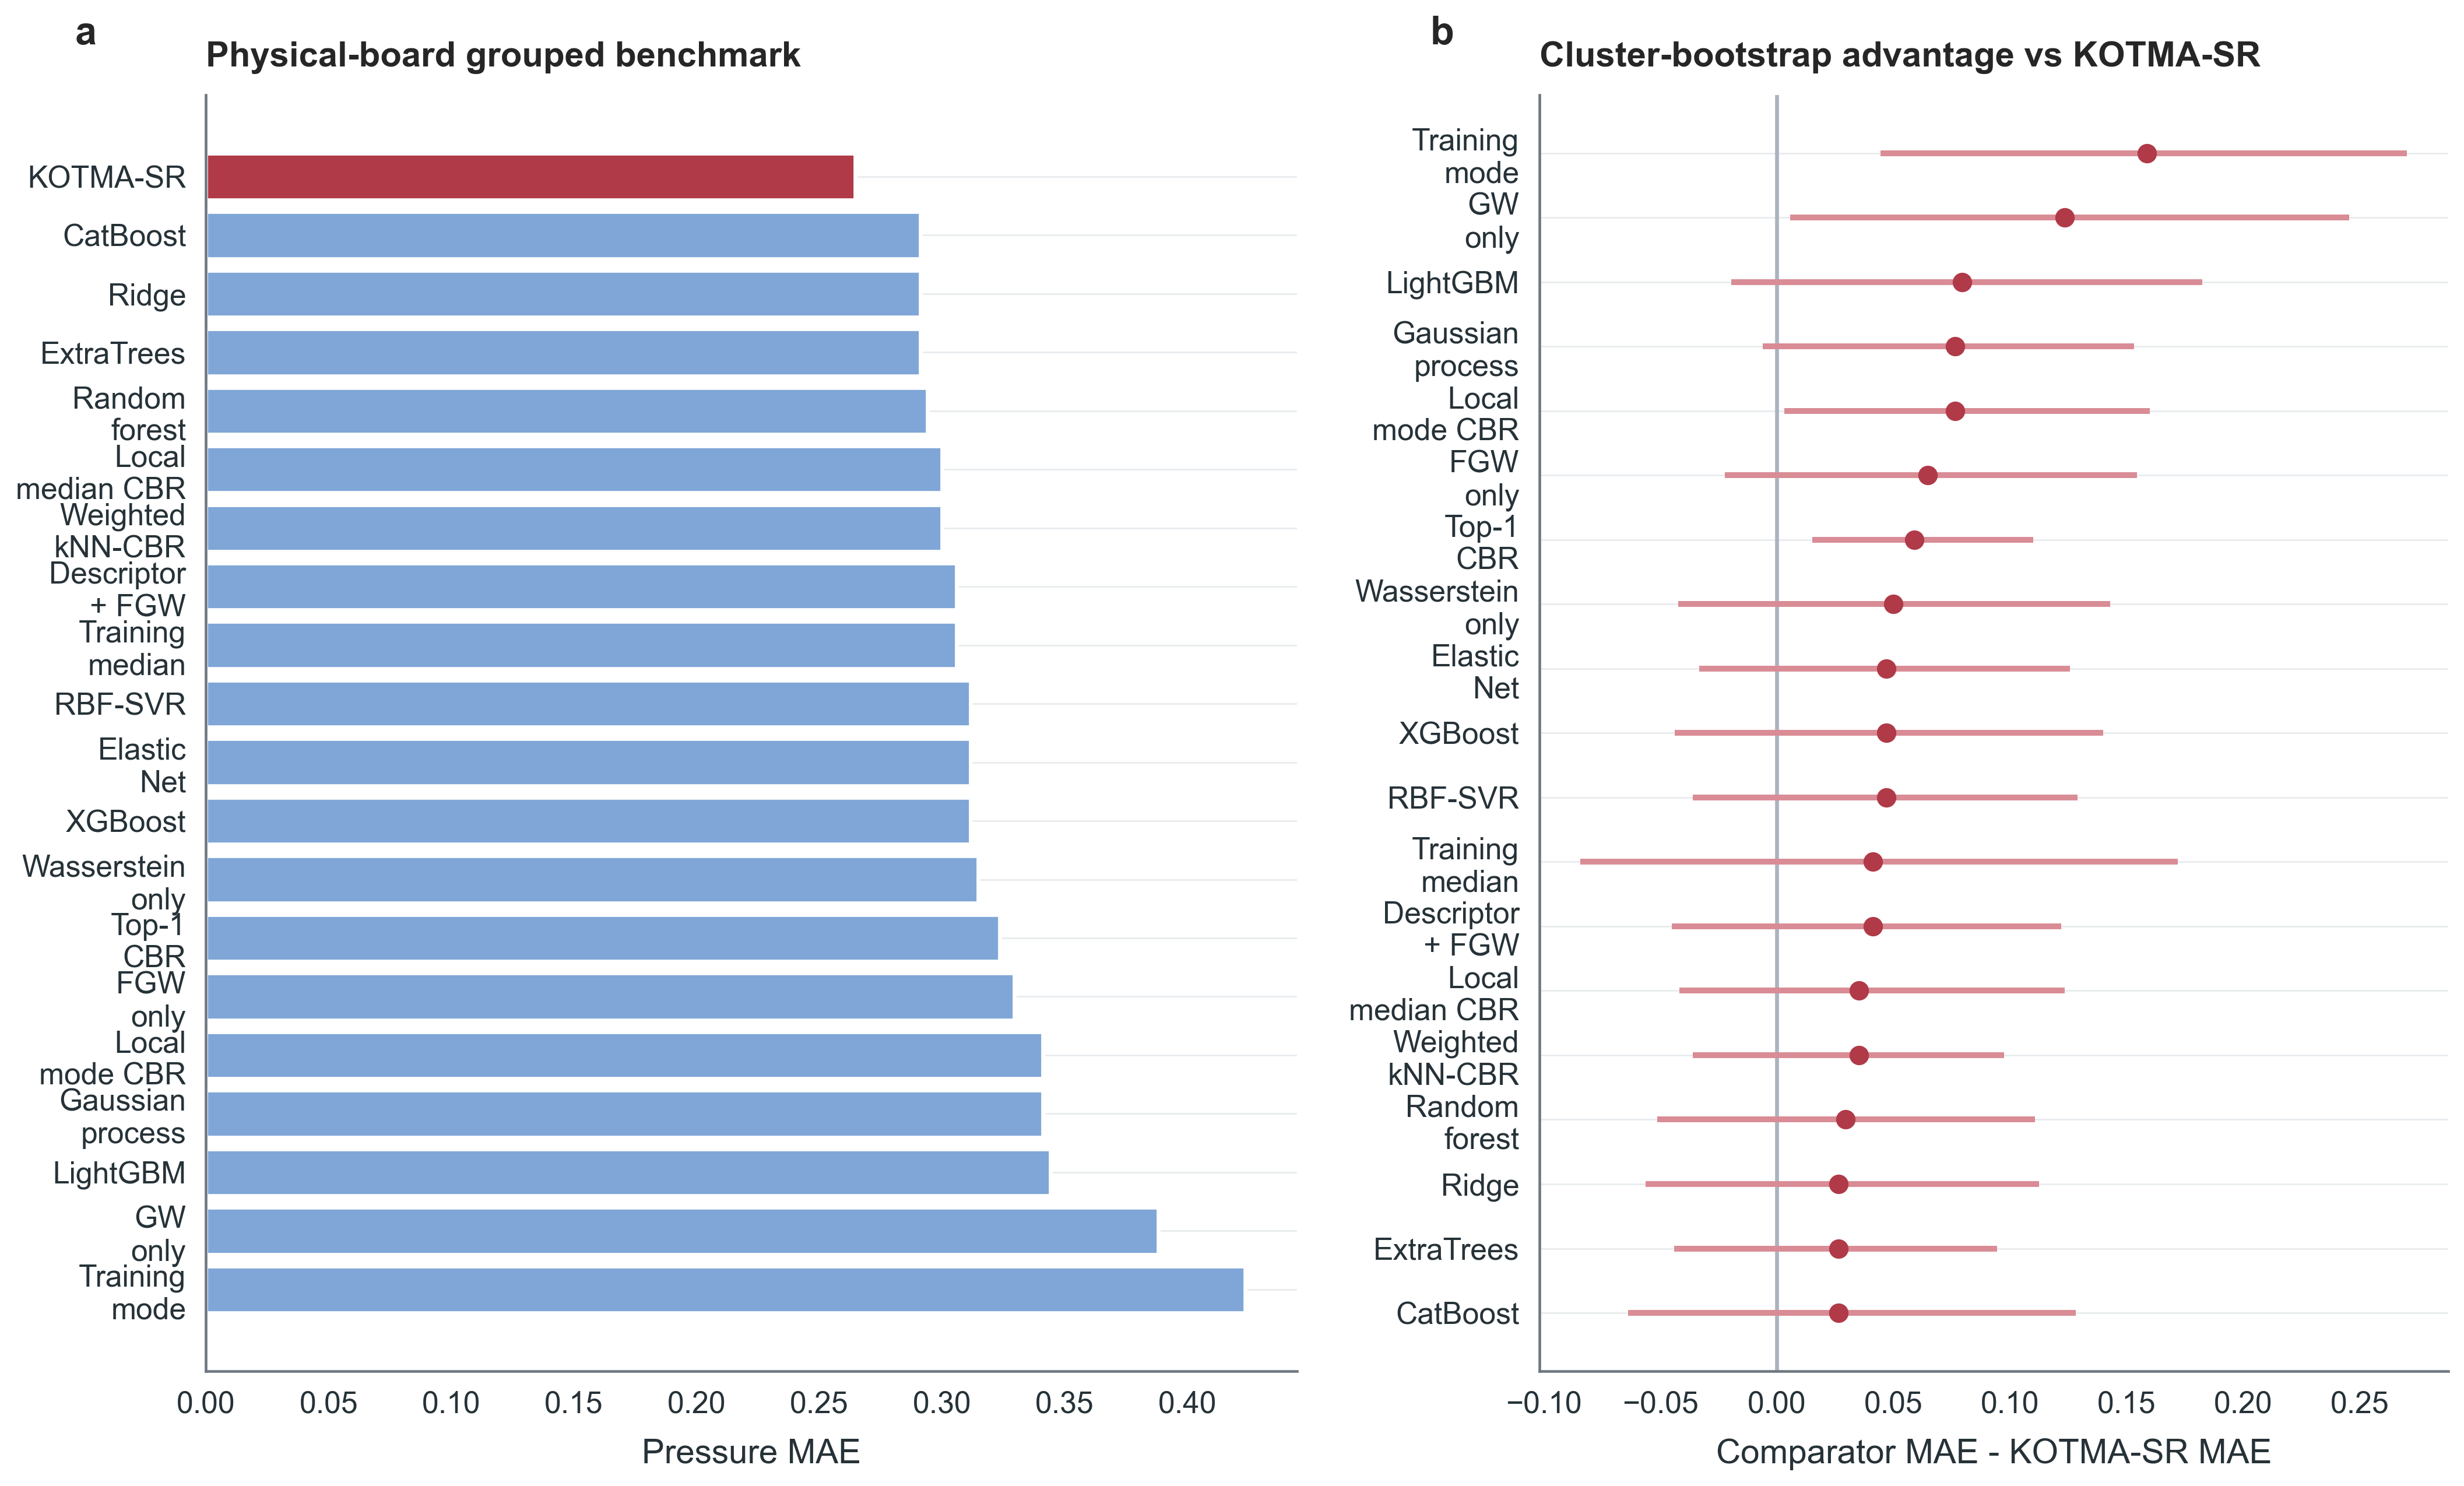 a
Physical-board grouped benchmark
KOTMA-SR
CatBoost
Ridge
ExtraTrees
Random
forest
Local
median CBR
Weighted
kNN-CBR
Descriptor
+ FGW
Training
median
RBF-SVR
Elastic
Net
XGBoost
Wasserstein
only
Top-1
CBR
FGW
only
Local
mode CBR
Gaussian
process
LightGBM
GW
only
Training
mode
0.00 0.05 0.10 0.15 0.20 0.25 0.30 0.35 0.40
Pressure MAE
b
Cluster-bootstrap advantage vs KOTMA-SR
Training
mode
GW
only
LightGBM
Gaussian
process
Local
mode CBR
FGW
only
Top-1
CBR
Wasserstein
only
Elastic
Net
XGBoost
RBF-SVR
Training
median
Descriptor
+ FGW
Local
median CBR
Weighted
kNN-CBR
Random
forest
Ridge
ExtraTrees
CatBoost
−0.10 −0.05 0.00 0.05 0.10 0.15 0.20 0.25
Comparator MAE - KOTMA-SR MAE